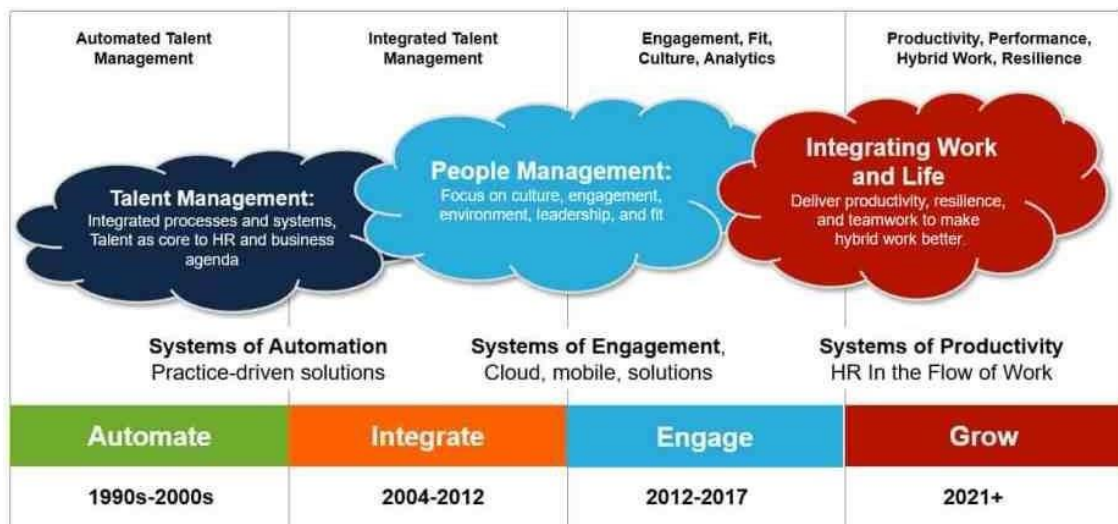 Automated Talent
Management
Integrated Talent
Management
Engagement, Fit,
Culture, Analytics
Productivity, Performance,
Hybrid Work, Resilience
Talent Management:
Integrated processes and systems,
Talent as core to HR and business
agenda
People Management:
Focus on culture, engagement,
environment, leadership, and fit
Integrating Work
and Life
Deliver productivity, resilience,
and teamwork to make
hybrid work better.
Systems of Automation
Practice-driven solutions
Systems of Engagement,
Cloud, mobile, solutions
Systems of Productivity
HR In the Flow of Work
Automate
Integrate
Engage
Grow
1990s-2000s
2004-2012
2012-2017
2021+